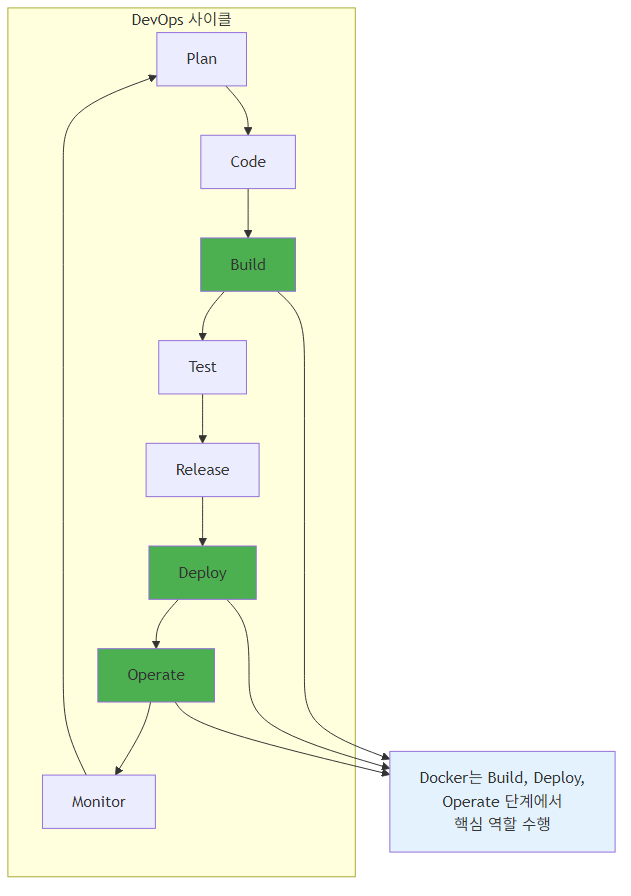 DevOps 사이클
Plan
Code
Build
Test
Release
Deploy
Operate
Monitor
Docker는 Build, Deploy,
Operate 단계에서
핵심 역할 수행